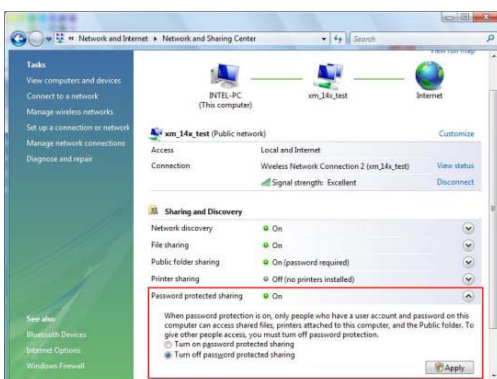 « Network and Internet ▸ Network and Sharing Center
Search
View full map
Tasks
View computers and devices
Connect to a network
Manage wireless networks
Set up a connection or network
Manage network connections
Diagnose and repair
INTEL-PC
(This computer)
xm_14x_test
Internet
xm_14x_test (Public network)
Customize
Access
Local and Internet
Connection
Wireless Network Connection 2 (xm_14x_test)
View status
Signal strength: Excellent
Disconnect
Sharing and Discovery
Network discovery
On
File sharing
On
Public folder sharing
On (password required)
Printer sharing
Off (no printers installed)
Password protected sharing
On
When password protection is on, only people who have a user account and password on this
computer can access shared files, printers attached to this computer, and the Public folder. To
give other people access, you must turn off password protection.
Turn on password protected sharing
Turn off password protected sharing
Apply
See also
Bluetooth Devices
Internet Options
Windows Firewall